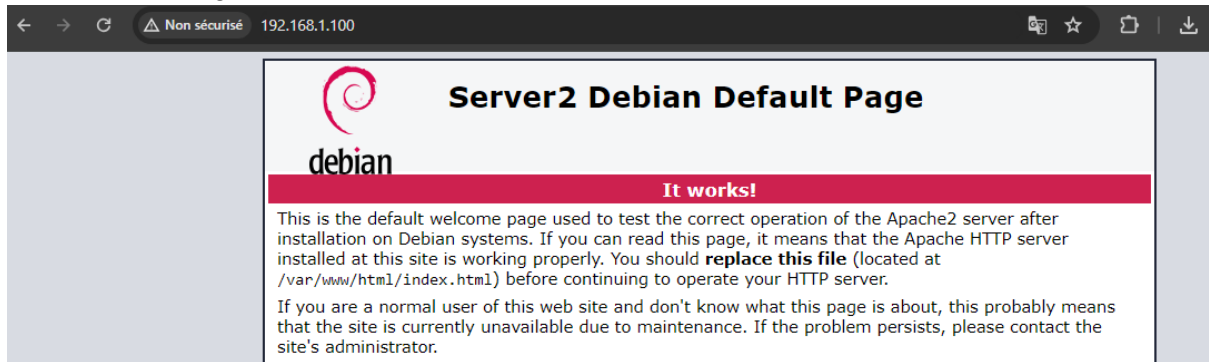 Non sécurisé 192.168.1.100
debian
Server2 Debian Default Page
It works!
This is the default welcome page used to test the correct operation of the Apache2 server after
installation on Debian systems. If you can read this page, it means that the Apache HTTP server
installed at this site is working properly. You should replace this file (located at
/var/www/html/index.html) before continuing to operate your HTTP server.
If you are a normal user of this web site and don't know what this page is about, this probably means
that the site is currently unavailable due to maintenance. If the problem persists, please contact the
site's administrator.